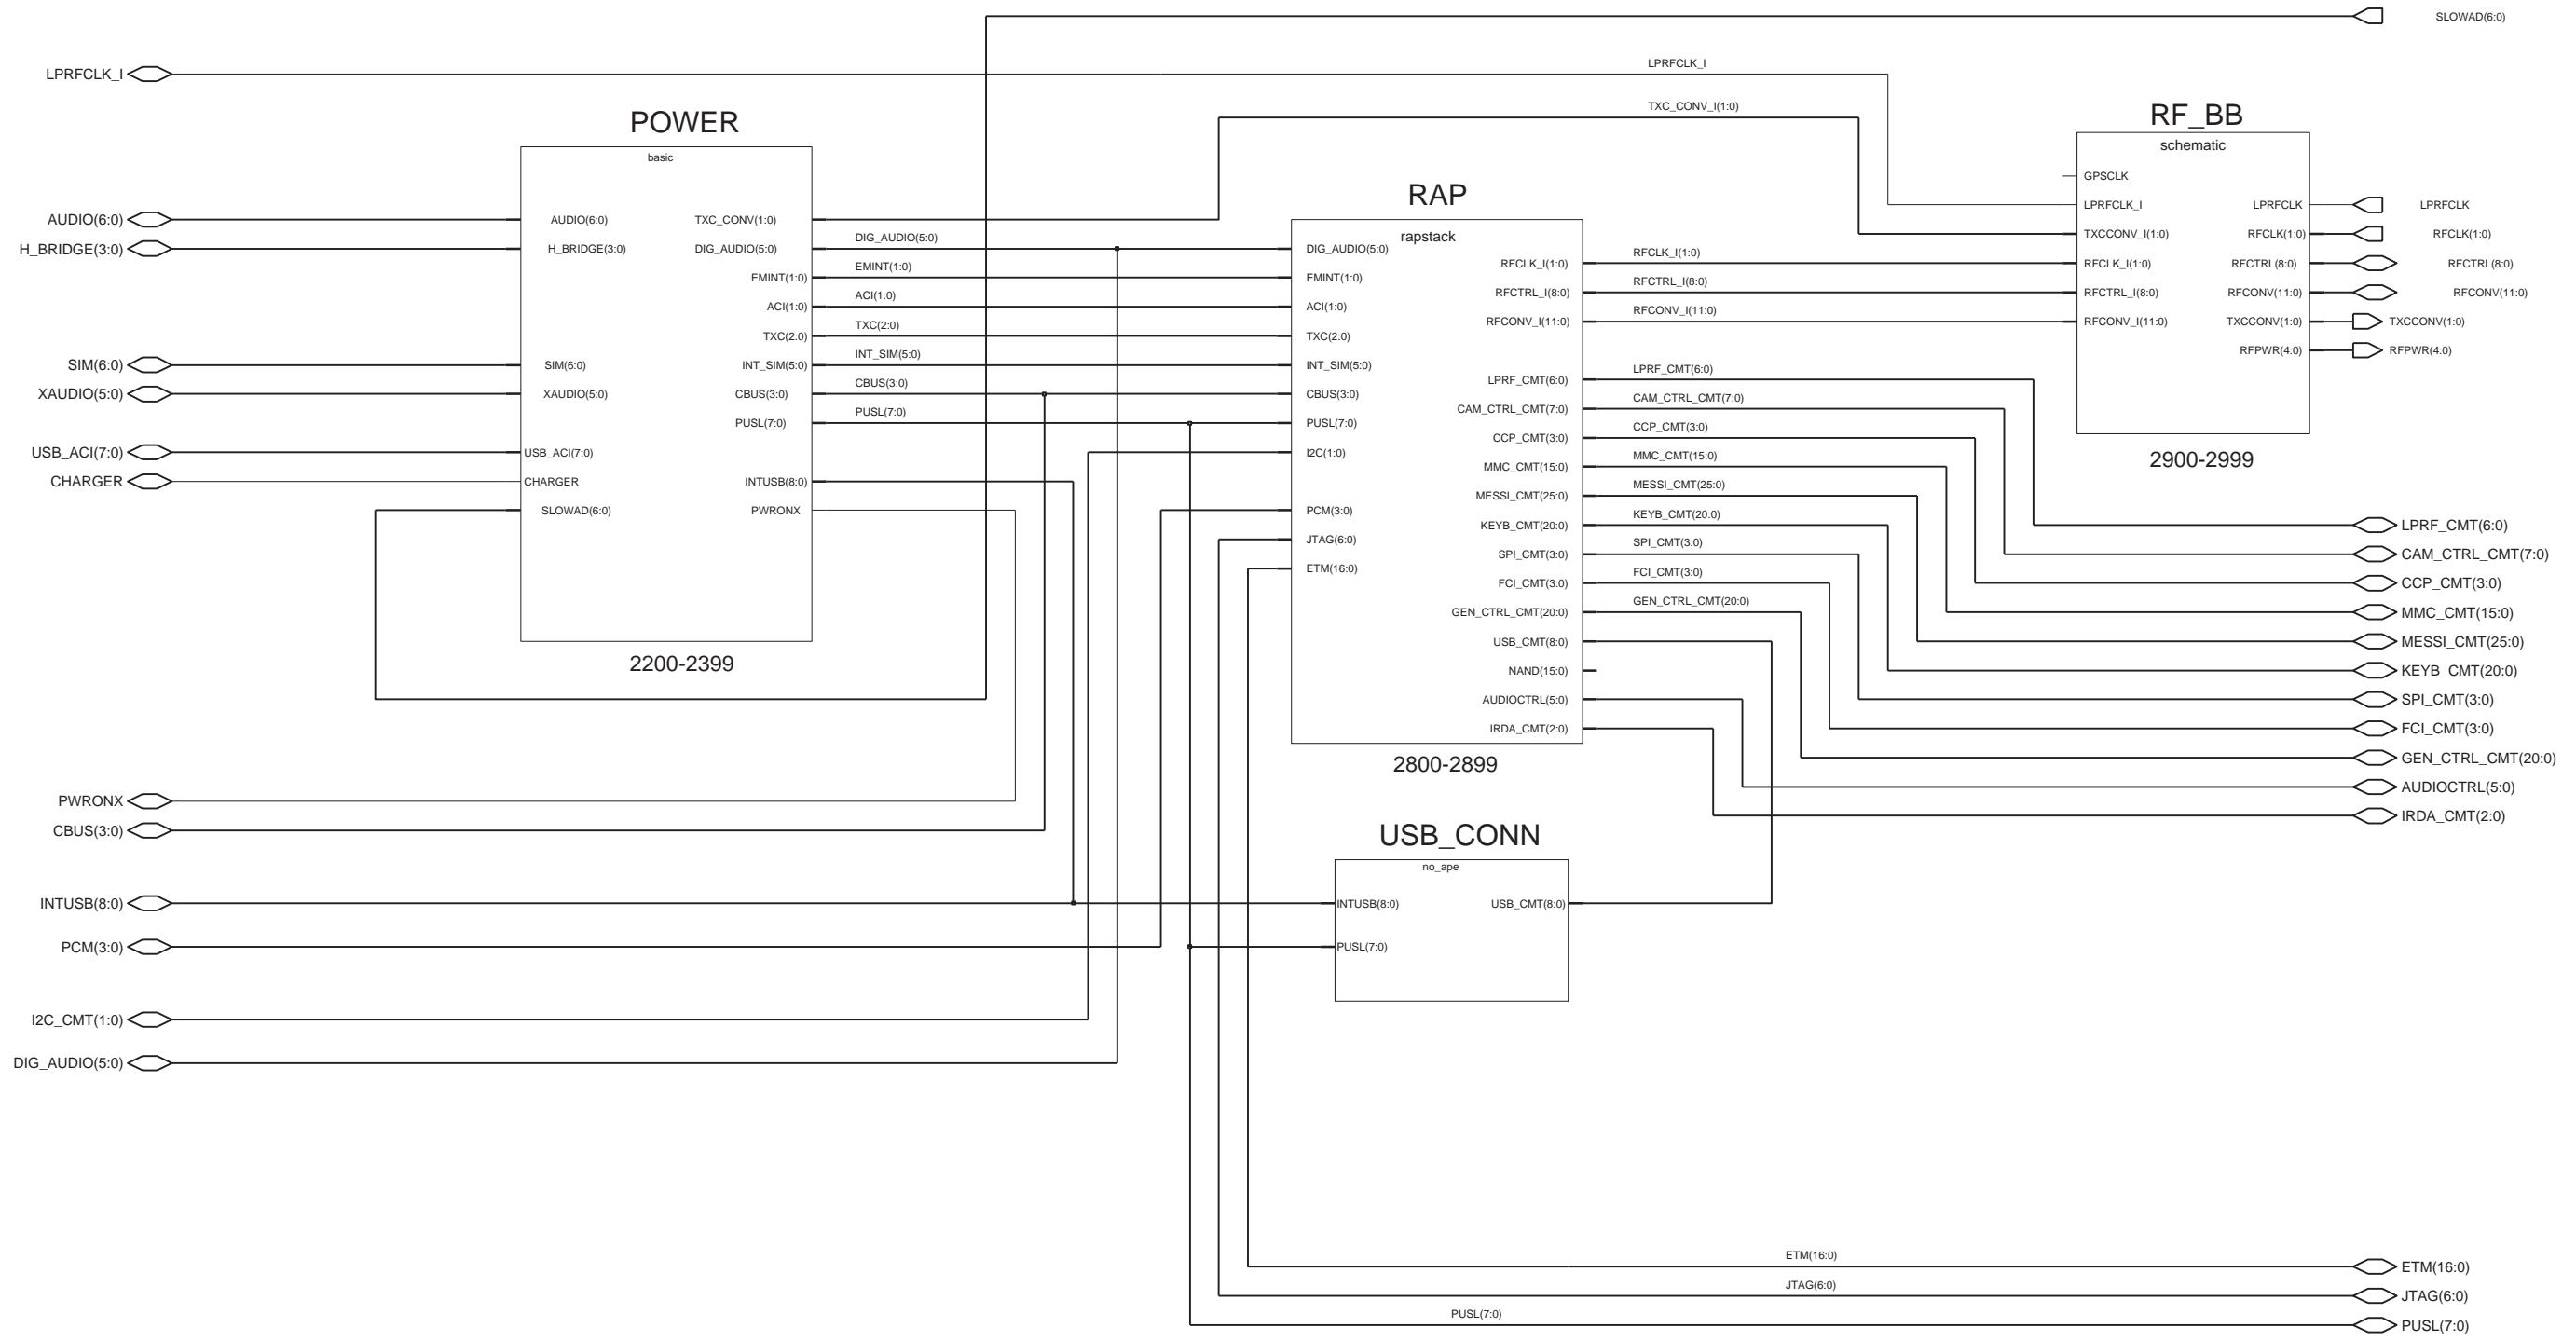 SLOWAD(6:0)
LPRFCLK_I
LPRFCLK_I
TXC_CONV_I(1:0)
POWER
basic
AUDIO(6:0)
H_BRIDGE(3:0)
SIM(6:0)
XAUDIO(5:0)
USB_ACI(7:0)
CHARGER
AUDIO(6:0)
H_BRIDGE(3:0)
SIM(6:0)
XAUDIO(5:0)
USB_ACI(7:0)
CHARGER
SLOWAD(6:0)
TXC_CONV(1:0)
DIG_AUDIO(5:0)
EMINT(1:0)
ACI(1:0)
TXC(2:0)
INT_SIM(5:0)
CBUS(3:0)
PUSL(7:0)
INTUSB(8:0)
PWRONX
2200-2399
DIG_AUDIO(5:0)
EMINT(1:0)
ACI(1:0)
TXC(2:0)
INT_SIM(5:0)
CBUS(3:0)
PUSL(7:0)
RAP
rapstack
DIG_AUDIO(5:0)
EMINT(1:0)
ACI(1:0)
TXC(2:0)
INT_SIM(5:0)
CBUS(3:0)
PUSL(7:0)
I2C(1:0)
PCM(3:0)
JTAG(6:0)
ETM(16:0)
RFCLK_I(1:0)
RFCTRL_I(8:0)
RFCONV_I(11:0)
LPRF_CMT(6:0)
CAM_CTRL_CMT(7:0)
CCP_CMT(3:0)
MMC_CMT(15:0)
MESSI_CMT(25:0)
KEYB_CMT(20:0)
SPI_CMT(3:0)
FCI_CMT(3:0)
GEN_CTRL_CMT(20:0)
USB_CMT(8:0)
NAND(15:0)
AUDIOCTRL(5:0)
IRDA_CMT(2:0)
2800-2899
RFCLK_I(1:0)
RFCTRL_I(8:0)
RFCONV_I(11:0)
LPRF_CMT(6:0)
CAM_CTRL_CMT(7:0)
CCP_CMT(3:0)
MMC_CMT(15:0)
MESSI_CMT(25:0)
KEYB_CMT(20:0)
SPI_CMT(3:0)
FCI_CMT(3:0)
GEN_CTRL_CMT(20:0)
RF_BB
schematic
GPSCLK
LPRFCLK_I
TXCCONV_I(1:0)
RFCLK_I(1:0)
RFCTRL_I(8:0)
RFCONV_I(11:0)
LPRFCLK
RFCLK(1:0)
RFCTRL(8:0)
RFCONV(11:0)
TXCCONV(1:0)
RFPWR(4:0)
2900-2999
LPRFCLK
RFCLK(1:0)
RFCTRL(8:0)
RFCONV(11:0)
TXCCONV(1:0)
RFPWR(4:0)
LPRF_CMT(6:0)
CAM_CTRL_CMT(7:0)
CCP_CMT(3:0)
MMC_CMT(15:0)
MESSI_CMT(25:0)
KEYB_CMT(20:0)
SPI_CMT(3:0)
FCI_CMT(3:0)
GEN_CTRL_CMT(20:0)
AUDIOCTRL(5:0)
IRDA_CMT(2:0)
PWRONX
CBUS(3:0)
INTUSB(8:0)
PCM(3:0)
I2C_CMT(1:0)
DIG_AUDIO(5:0)
USB_CONN
no_ape
INTUSB(8:0)
USB_CMT(8:0)
PUSL(7:0)
ETM(16:0)
JTAG(6:0)
PUSL(7:0)
ETM(16:0)
JTAG(6:0)
PUSL(7:0)